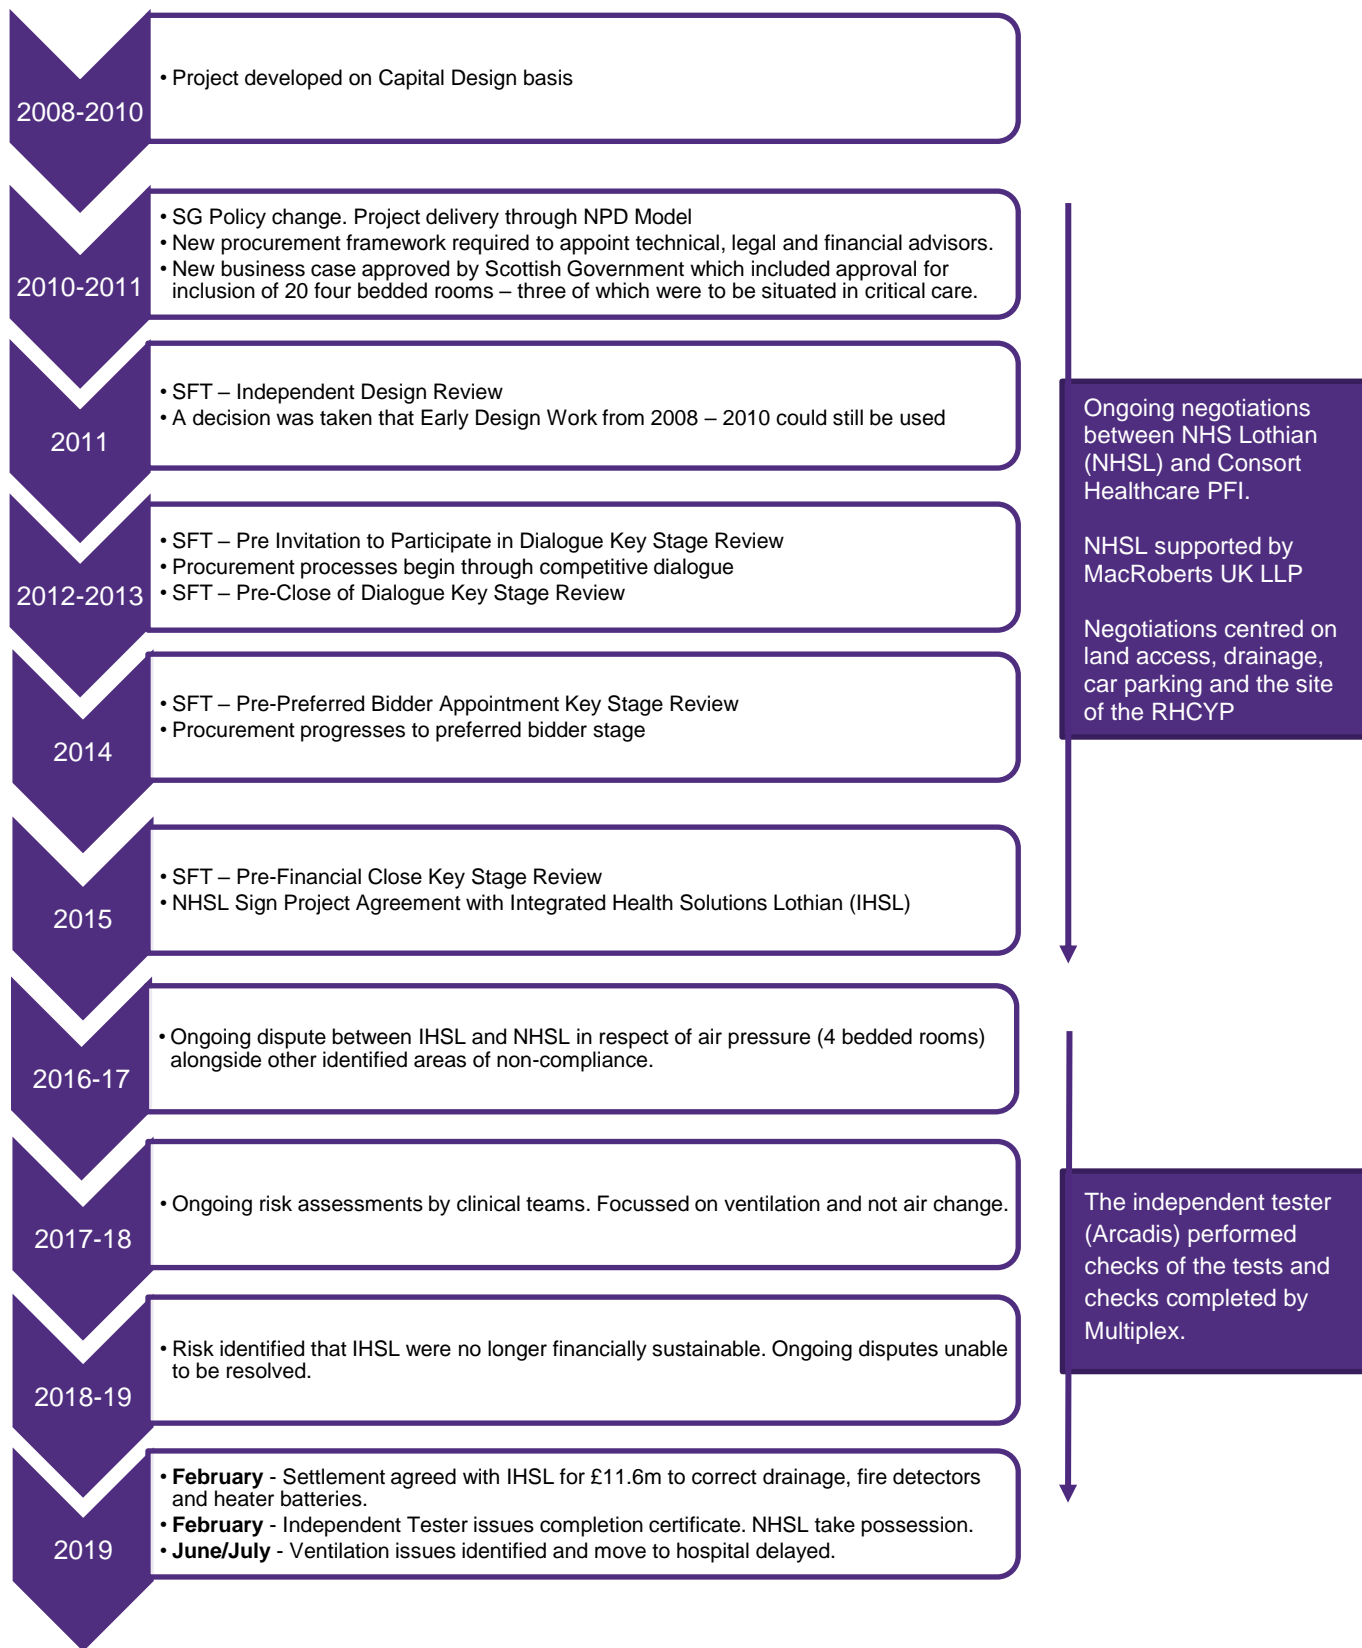 2008-2010
• Project developed on Capital Design basis
2010-2011
• SG Policy change. Project delivery through NPD Model
• New procurement framework required to appoint technical, legal and financial advisors.
• New business case approved by Scottish Government which included approval for
inclusion of 20 four bedded rooms – three of which were to be situated in critical care.
2011
• SFT – Independent Design Review
• A decision was taken that Early Design Work from 2008 – 2010 could still be used
2012-2013
• SFT – Pre Invitation to Participate in Dialogue Key Stage Review
• Procurement processes begin through competitive dialogue
• SFT – Pre-Close of Dialogue Key Stage Review
2014
• SFT – Pre-Preferred Bidder Appointment Key Stage Review
• Procurement progresses to preferred bidder stage
2015
• SFT – Pre-Financial Close Key Stage Review
• NHSL Sign Project Agreement with Integrated Health Solutions Lothian (IHSL)
Ongoing negotiations
between NHS Lothian
(NHSL) and Consort
Healthcare PFI.
NHSL supported by
MacRoberts UK LLP
Negotiations centred on
land access, drainage,
car parking and the site
of the RHCYP
2016-17
• Ongoing dispute between IHSL and NHSL in respect of air pressure (4 bedded rooms)
alongside other identified areas of non-compliance.
2017-18
• Ongoing risk assessments by clinical teams. Focussed on ventilation and not air change.
2018-19
• Risk identified that IHSL were no longer financially sustainable. Ongoing disputes unable
to be resolved.
2019
• February - Settlement agreed with IHSL for £11.6m to correct drainage, fire detectors
and heater batteries.
• February - Independent Tester issues completion certificate. NHSL take possession.
• June/July - Ventilation issues identified and move to hospital delayed.
The independent tester
(Arcadis) performed
checks of the tests and
checks completed by
Multiplex.